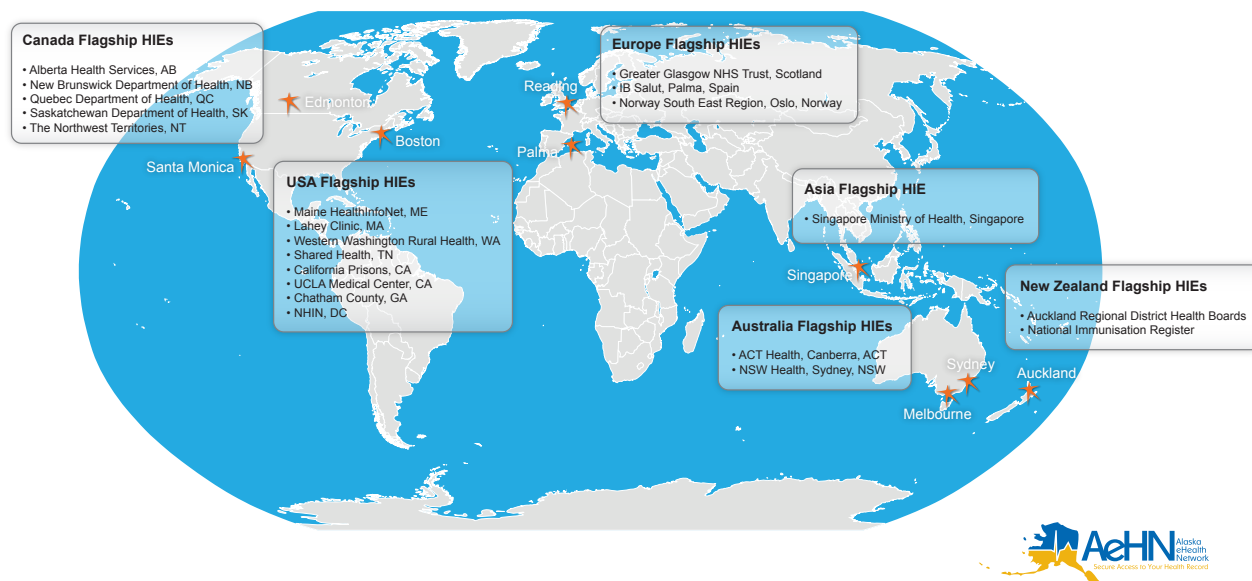 Canada Flagship HIEs
• Alberta Health Services, AB
• New Brunswick Department of Health, NB
• Quebec Department of Health, QC
• Saskatchewan Department of Health, SK
• The Northwest Territories, NT
Europe Flagship HIEs
• Greater Glasgow NHS Trust, Scotland
• IB Salut, Palma, Spain
• Norway South East Region, Oslo, Norway
Reading
Edmonton
Boston
Palma
Santa Monica
USA Flagship HIEs
• Maine HealthInfoNet, ME
• Lahey Clinic, MA
• Western Washington Rural Health, WA
• Shared Health, TN
• California Prisons, CA
• UCLA Medical Center, CA
• Chatham County, GA
• NHIN, DC
Asia Flagship HIE
• Singapore Ministry of Health, Singapore
Singapore
New Zealand Flagship HIEs
• Auckland Regional District Health Boards
• National Immunisation Register
Australia Flagship HIEs
• ACT Health, Canberra, ACT
• NSW Health, Sydney, NSW
Sydney
Auckland
Melbourne
AeHN
Alaska
eHealth
Network
Secure Access to Your Health Record